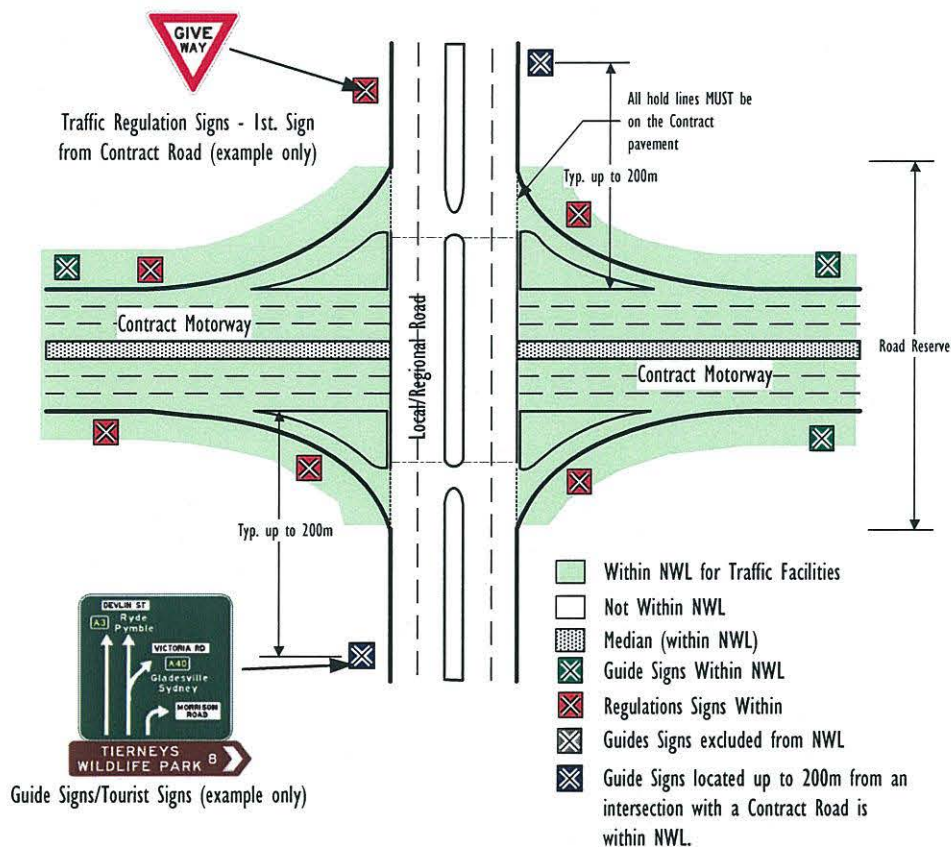 GIVE
WAY
Traffic Regulation Signs - 1st. Sign
from Contract Road (example only)
All hold lines MUST be
on the Contract
pavement
Typ. up to 200m
Contract Motorway
Local/Regional Road
Contract Motorway
Road Reserve
Typ. up to 200m
DEVLIN ST
A3
Ryde
Pymble
VICTORIA RD
A40
Gladesville
Sydney
MORRISON
ROAD
TIERNEYS
WILDLIFE PARK 8
Guide Signs/Tourist Signs (example only)
Within NWL for Traffic Facilities
Not Within NWL
Median (within NWL)
Guide Signs Within NWL
Regulations Signs Within
Guides Signs excluded from NWL
Guide Signs located up to 200m from an
intersection with a Contract Road is
within NWL.